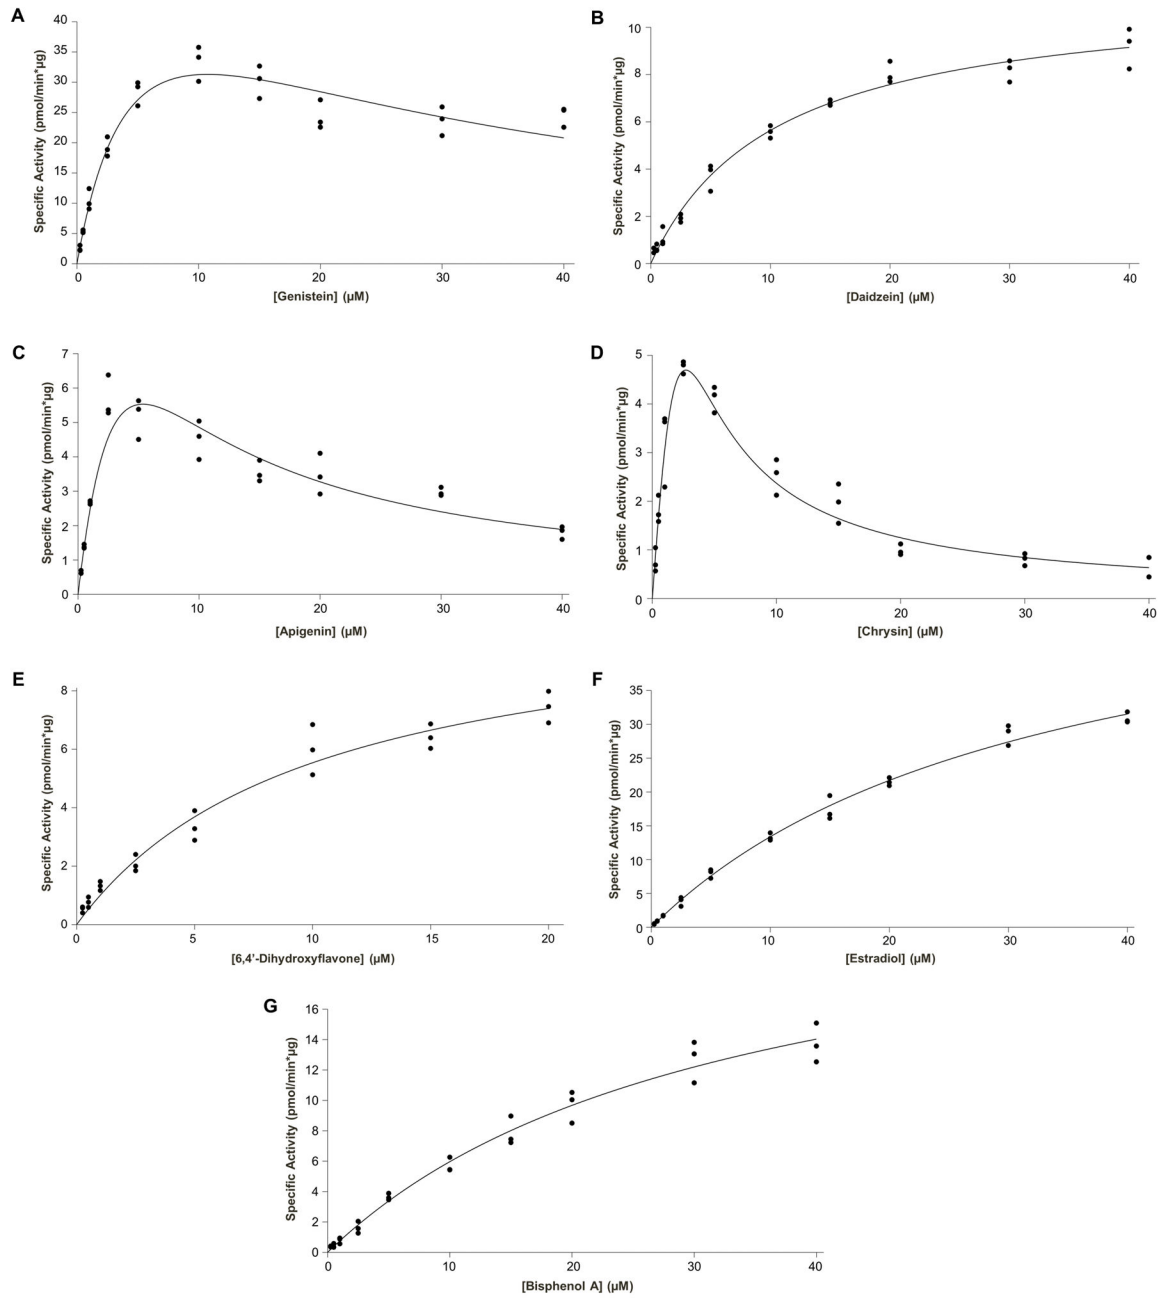 A
40
35
30
25
20
15
10
5
0
Specific Activity (pmol/min*µg)
0 10 20 30 40
[Genistein] (µM)
B
10
8
6
4
2
0
Specific Activity (pmol/min*µg)
0 10 20 30 40
[Daidzein] (µM)
C
7
6
5
4
3
2
1
0
Specific Activity (pmol/min*µg)
0 10 20 30 40
[Apigenin] (µM)
D
5
4
3
2
1
0
Specific Activity (pmol/min*µg)
0 10 20 30 40
[Chrysin] (µM)
E
8
6
4
2
0
Specific Activity (pmol/min*µg)
0 5 10 15 20
[6,4’-Dihydroxyflavone] (µM)
F
35
30
25
20
15
10
5
0
Specific Activity (pmol/min*µg)
0 10 20 30 40
[Estradiol] (µM)
G
16
14
12
10
8
6
4
2
0
Specific Activity (pmol/min*µg)
0 10 20 30 40
[Bisphenol A] (µM)